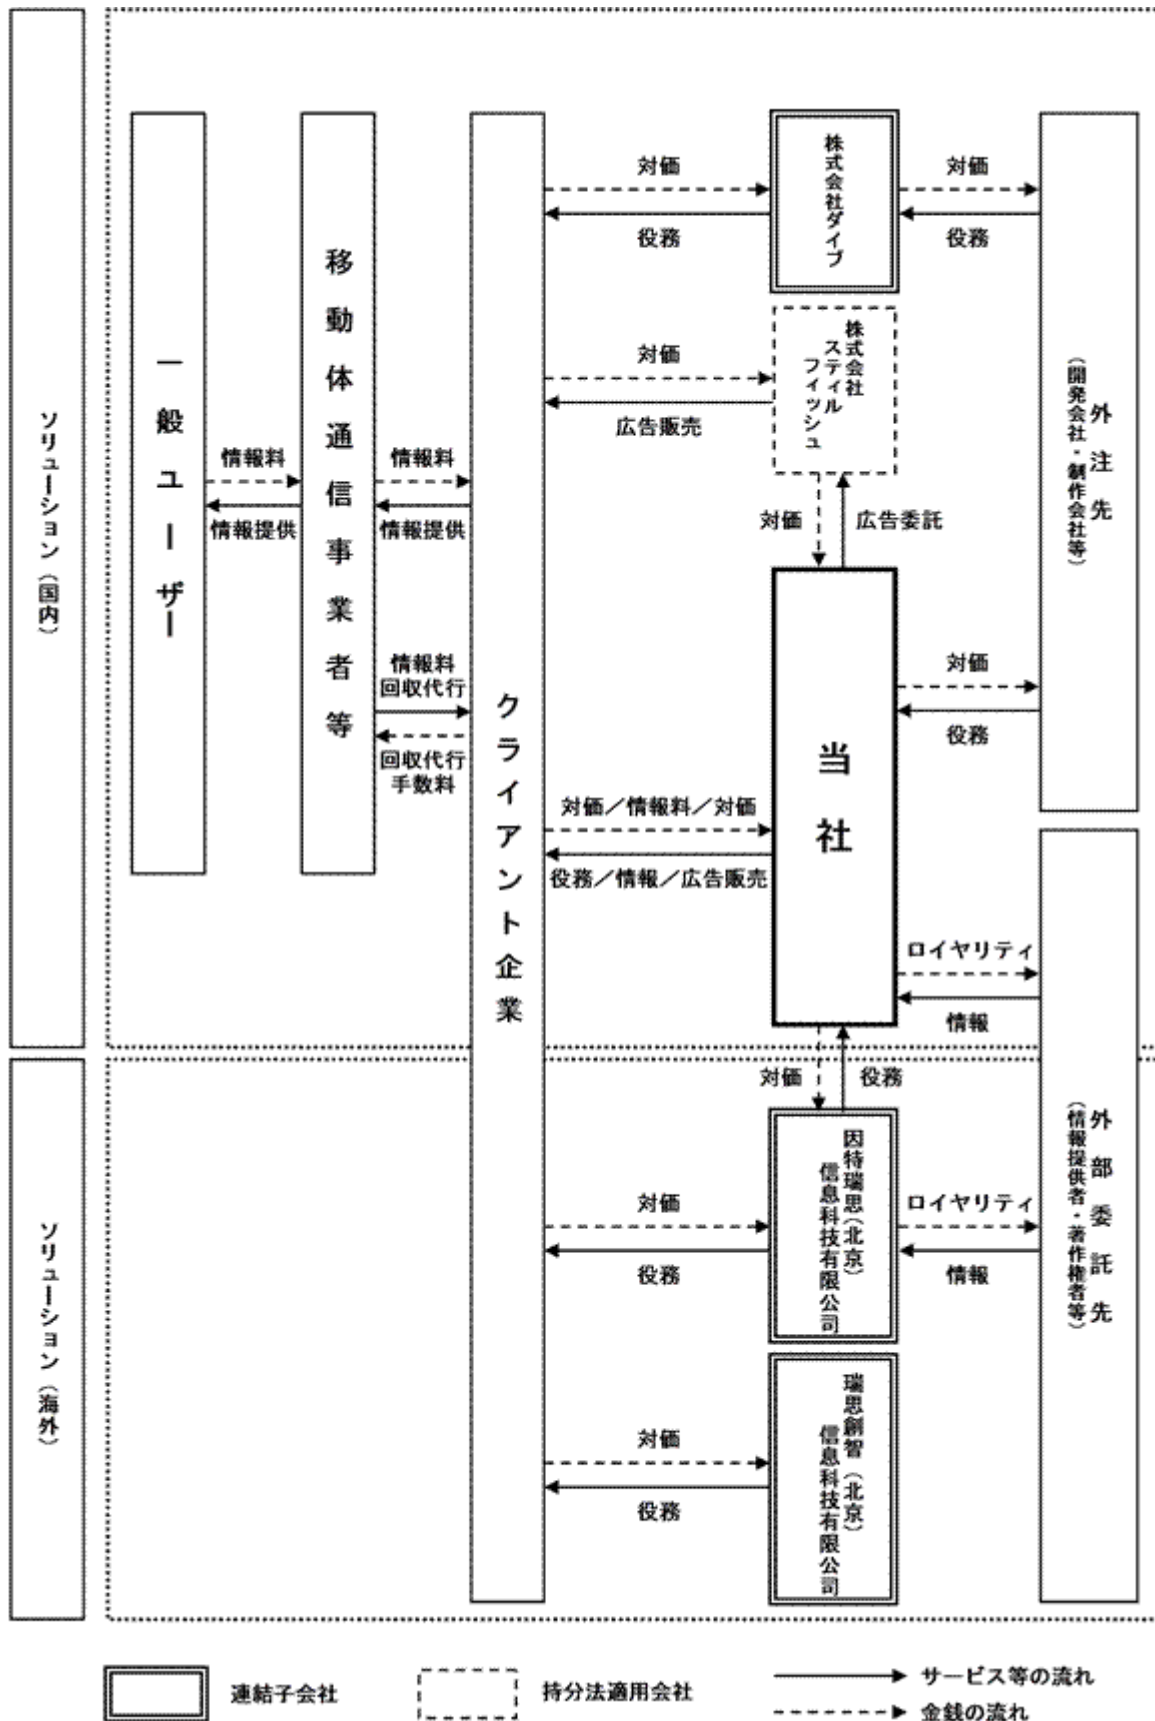 ソリューション（国内）
一般ユーザー
情報料
情報提供
移動体通信事業者等
情報料
情報提供
情報料
回収代行
回収代行
手数料
クライアント企業
対価
役務
株式会社ダイブ
対価
役務
対価
広告販売
株式会社
スティル
フィッシュ
対価
広告委託
外注先
（開発会社・制作会社等）
当社
対価
役務
対価／情報料／対価
役務／情報／広告販売
ロイヤリティ
情報
ソリューション（海外）
対価
役務
対価
役務
因特瑞思（北京）
信息科技有限公司
ロイヤリティ
情報
外部委託先
（情報提供者・著作権者等）
対価
役務
瑞思創智（北京）
信息科技有限公司
連結子会社
持分法適用会社
サービス等の流れ
金銭の流れ